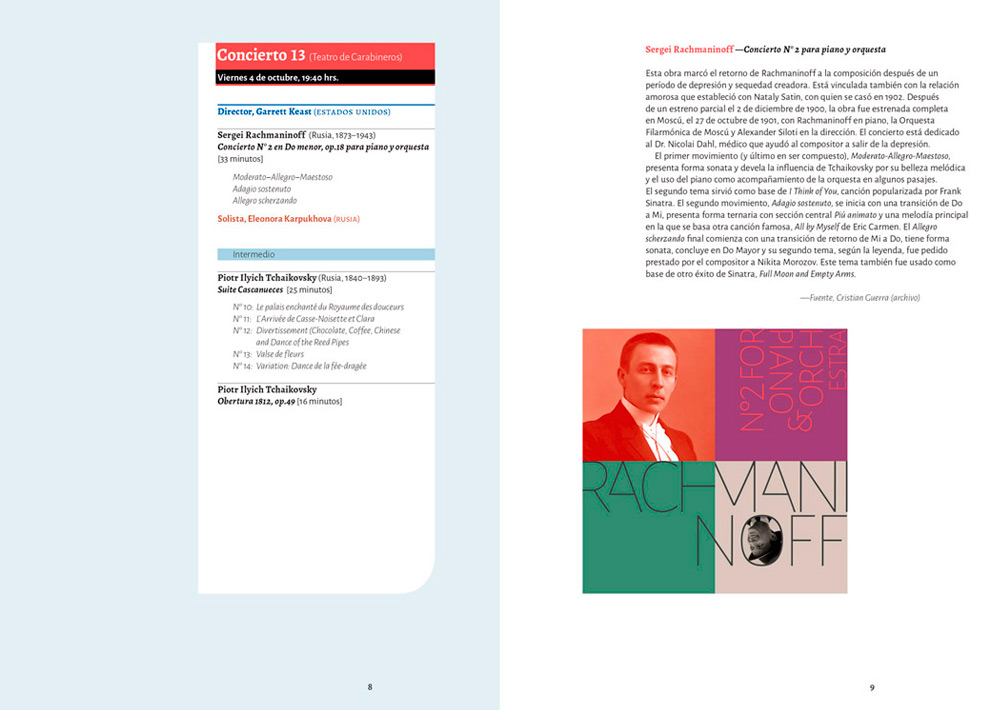 Concierto 13 (Teatro de Carabineros)
Viernes 4 de octubre, 19:40 hrs.
Director, Garrett Keast (ESTADOS UNIDOS)
Sergei Rachmaninoff (Rusia, 1873–1943)
Concierto N° 2 en Do menor, op.18 para piano y orquesta
[33 minutos]
Moderato–Allegro–Maestoso
Adagio sostenuto
Allegro scherzando
Solista, Eleonora Karpukhova (RUSIA)
Intermedio
Piotr Ilyich Tchaikovsky (Rusia, 1840–1893)
Suite Cascanueces [25 minutos]
N° 10: Le palais enchanté du Royaume des douceurs
N° 11: L'Arrivée de Casse-Noisette et Clara
N° 12: Divertissement (Chocolate, Coffee, Chinese
and Dance of the Reed Pipes
N° 13: Valse de fleurs
N° 14: Variation: Dance de la fée-dragée
Piotr Ilyich Tchaikovsky
Obertura 1812, op.49 [16 minutos]
8
Sergei Rachmaninoff —Concierto N° 2 para piano y orquesta
Esta obra marcó el retorno de Rachmaninoff a la composición después de un
período de depresión y sequedad creadora. Está vinculada también con la relación
amorosa que estableció con Nataly Satin, con quien se casó en 1902. Después
de un estreno parcial el 2 de diciembre de 1900, la obra fue estrenada completa
en Moscú, el 27 de octubre de 1901, con Rachmaninoff en piano, la Orquesta
Filarmónica de Moscú y Alexander Siloti en la dirección. El concierto está dedicado
al Dr. Nicolai Dahl, médico que ayudó al compositor a salir de la depresión.
El primer movimiento (y último en ser compuesto), Moderato-Allegro-Maestoso,
presenta forma sonata y devela la influencia de Tchaikovsky por su belleza melódica
y el uso del piano como acompañamiento de la orquesta en algunos pasajes.
El segundo tema sirvió como base de I Think of You, canción popularizada por Frank
Sinatra. El segundo movimiento, Adagio sostenuto, se inicia con una transición de Do
a Mi, presenta forma ternaria con sección central Piú animato y una melodía principal
en la que se basa otra canción famosa, All by Myself de Eric Carmen. El Allegro
scherzando final comienza con una transición de retorno de Mi a Do, tiene forma
sonata, concluye en Do Mayor y su segundo tema, según la leyenda, fue pedido
prestado por el compositor a Nikita Morozov. Este tema también fue usado como
base de otro éxito de Sinatra, Full Moon and Empty Arms.
—Fuente, Cristian Guerra (archivo)
N°2 FOR
PIANO
& ORCH
ESTRA
RACHMANI
NOFF
9